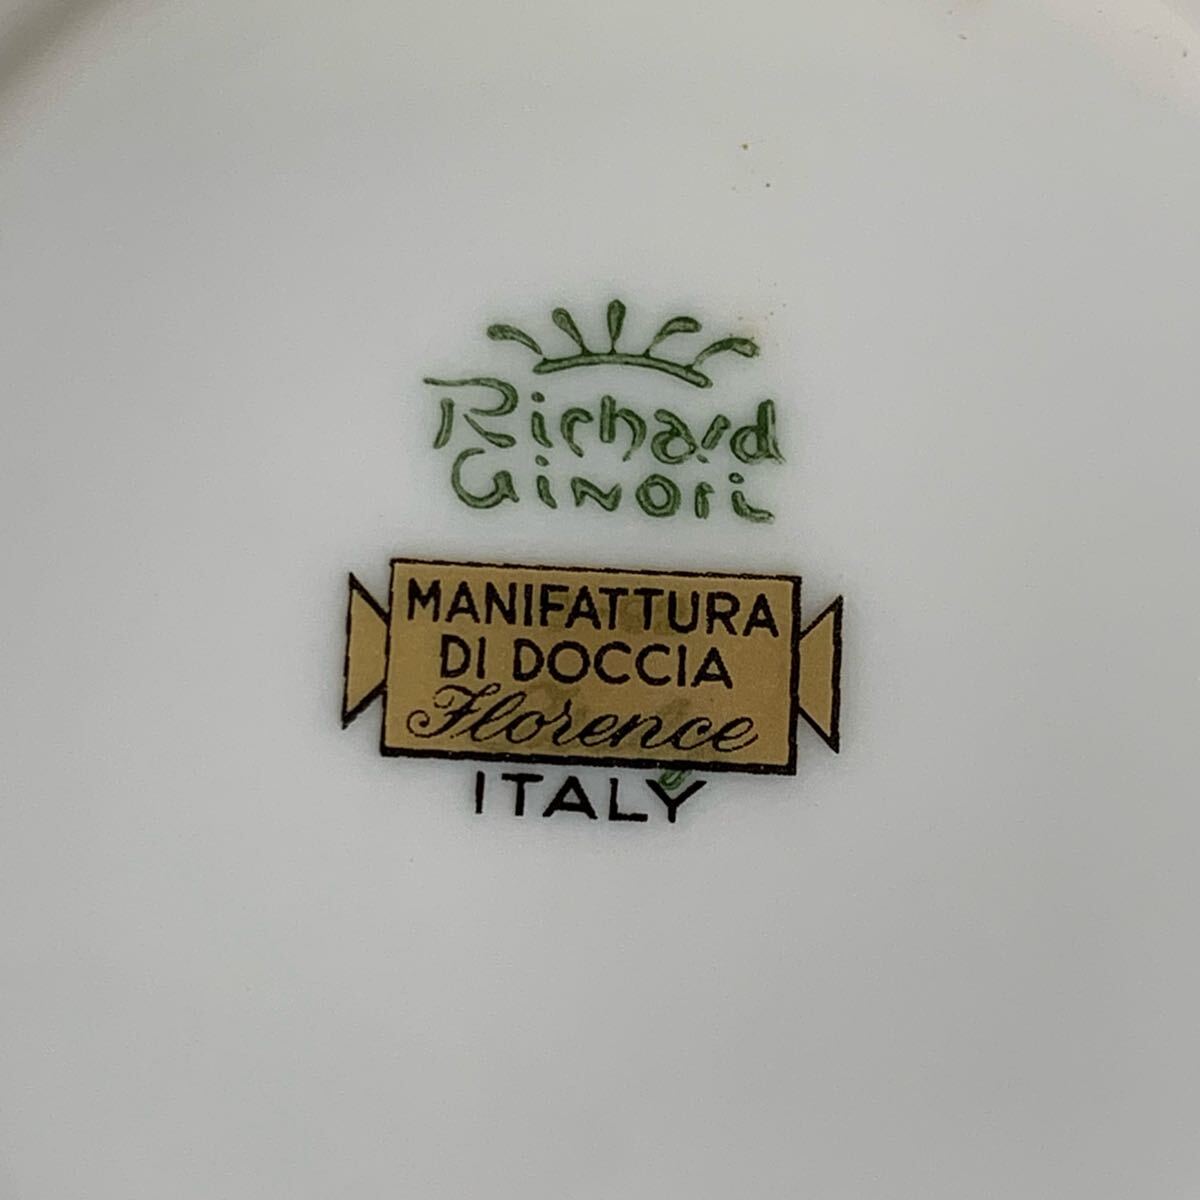 Richard
Ginori
MANIFATTURA
DI DOCCIA
Florence
ITALY